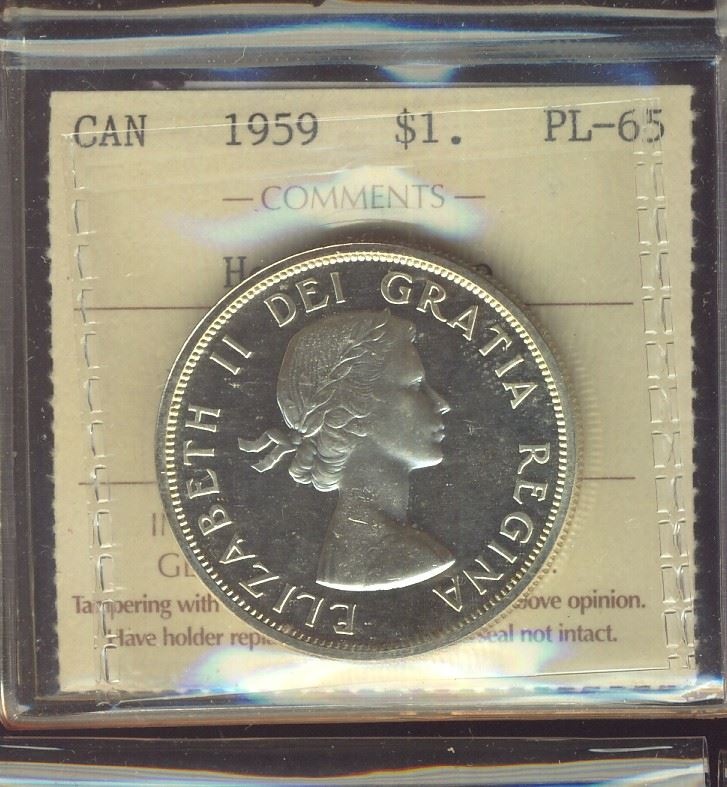 CAN 1959 $1. PL-65
— COMMENTS —
ELIZABETH II DEI GRATIA REGINA
Tampering with
opinion.
Have holder
seal not intact.